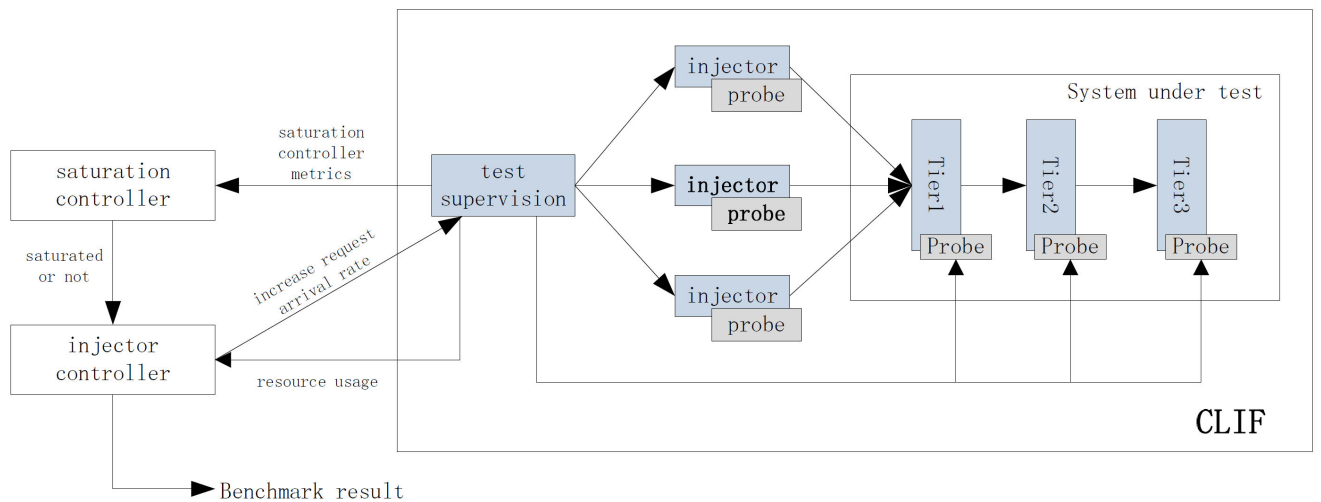 saturation
controller
saturated
or not
injector
controller
Benchmark result
saturation
controller
metrics
increase request
arrival rate
resource usage
test
supervision
injector
probe
injector
probe
injector
probe
System under test
Tier1
Probe
Tier2
Probe
Tier3
Probe
CLIF